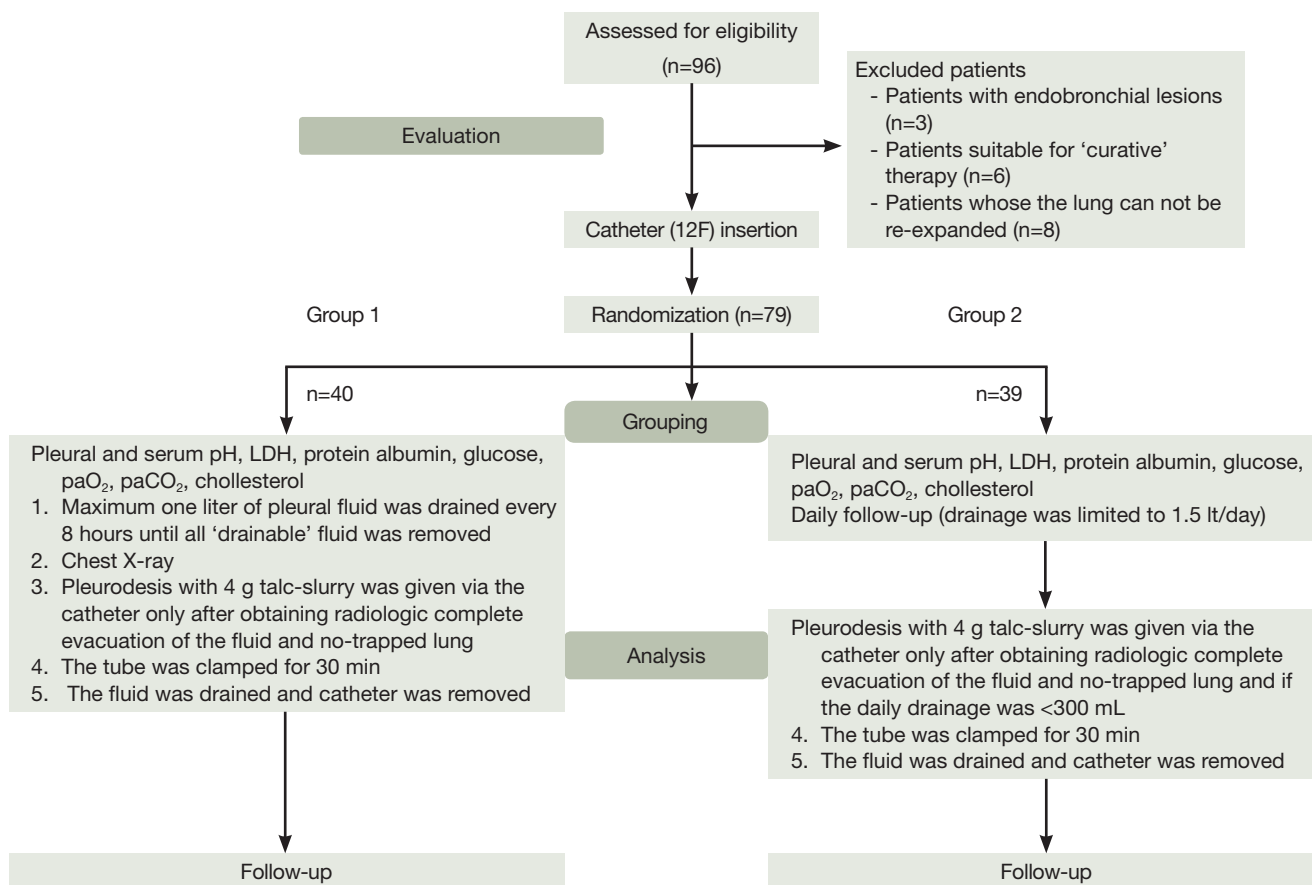 Assessed for eligibility
(n=96)
Excluded patients
- Patients with endobronchial lesions
(n=3)
- Patients suitable for ‘curative’
therapy (n=6)
- Patients whose the lung can not be
re-expanded (n=8)
Evaluation
Catheter (12F) insertion
Group 1
Randomization (n=79)
Group 2
n=40
n=39
Grouping
Pleural and serum pH, LDH, protein albumin, glucose,
paO₂, paCO₂, chollesterol
1. Maximum one liter of pleural fluid was drained every
8 hours until all ‘drainable’ fluid was removed
2. Chest X-ray
3. Pleurodesis with 4 g talc-slurry was given via the
catheter only after obtaining radiologic complete
evacuation of the fluid and no-trapped lung
4. The tube was clamped for 30 min
5. The fluid was drained and catheter was removed
Pleural and serum pH, LDH, protein albumin, glucose,
paO₂, paCO₂, chollesterol
Daily follow-up (drainage was limited to 1.5 lt/day)
Analysis
Pleurodesis with 4 g talc-slurry was given via the
catheter only after obtaining radiologic complete
evacuation of the fluid and no-trapped lung and if
the daily drainage was <300 mL
4. The tube was clamped for 30 min
5. The fluid was drained and catheter was removed
Follow-up
Follow-up